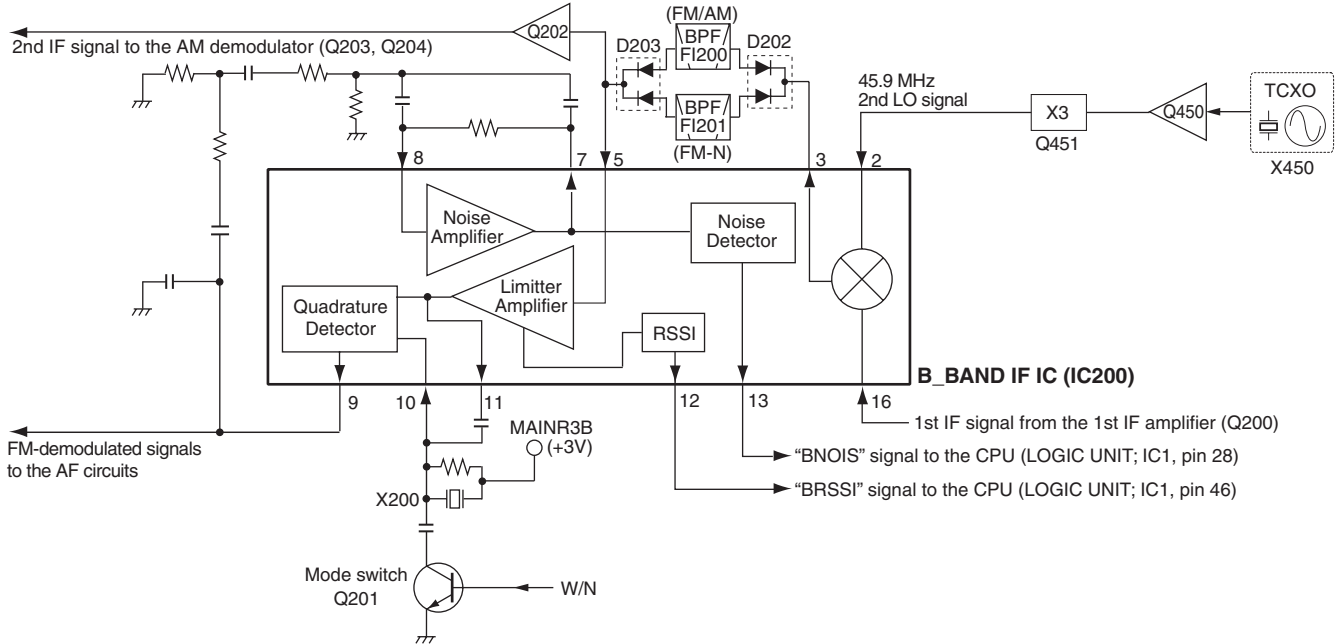 2nd IF signal to the AM demodulator (Q203, Q204)
Q202
(FM/AM)
BPF
FI200
D203
D202
BPF
FI201
(FM-N)
45.9 MHz
2nd LO signal
X3
Q451
Q450
TCXO
X450
8
7
5
3
2
Noise
Amplifier
Noise
Detector
Limitter
Amplifier
Quadrature
Detector
RSSI
B_BAND IF IC (IC200)
9
10
11
12
13
16
1st IF signal from the 1st IF amplifier (Q200)
FM-demodulated signals
to the AF circuits
MAINR3B
(+3V)
"BNOIS" signal to the CPU (LOGIC UNIT; IC1, pin 28)
"BRSSI" signal to the CPU (LOGIC UNIT; IC1, pin 46)
X200
Mode switch
Q201
W/N